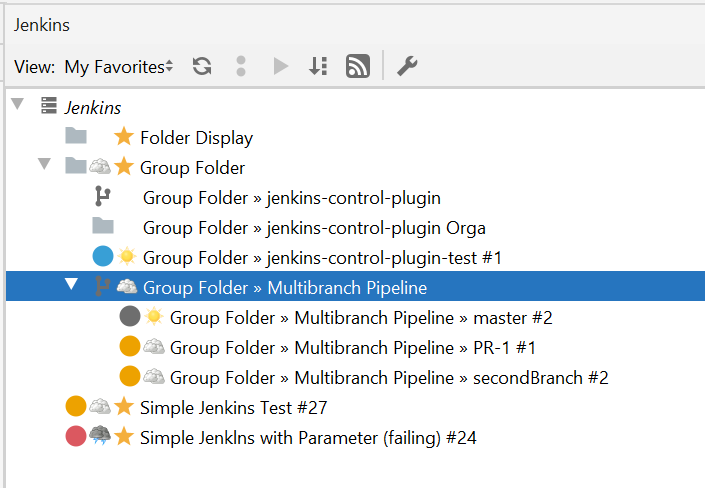 Jenkins
View: My Favorites
Jenkins
Folder Display
Group Folder
Group Folder » jenkins-control-plugin
Group Folder » jenkins-control-plugin Orga
Group Folder » jenkins-control-plugin-test #1
Group Folder » Multibranch Pipeline
Group Folder » Multibranch Pipeline » master #2
Group Folder » Multibranch Pipeline » PR-1 #1
Group Folder » Multibranch Pipeline » secondBranch #2
Simple Jenkins Test #27
Simple JenkIns with Parameter (failing) #24